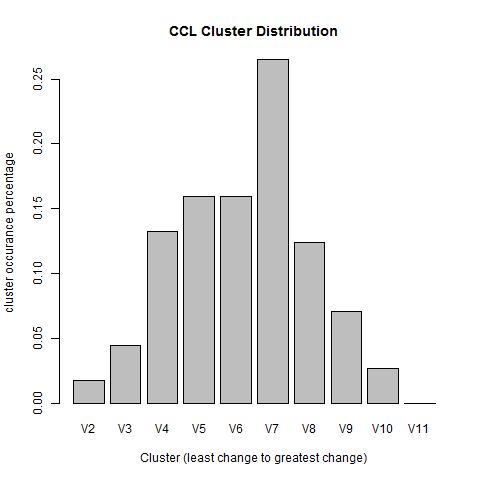 CCL Cluster Distribution
cluster occurance percentage
0.25
0.20
0.15
0.10
0.05
0.00
V2 V3 V4 V5 V6 V7 V8 V9 V10 V11
Cluster (least change to greatest change)